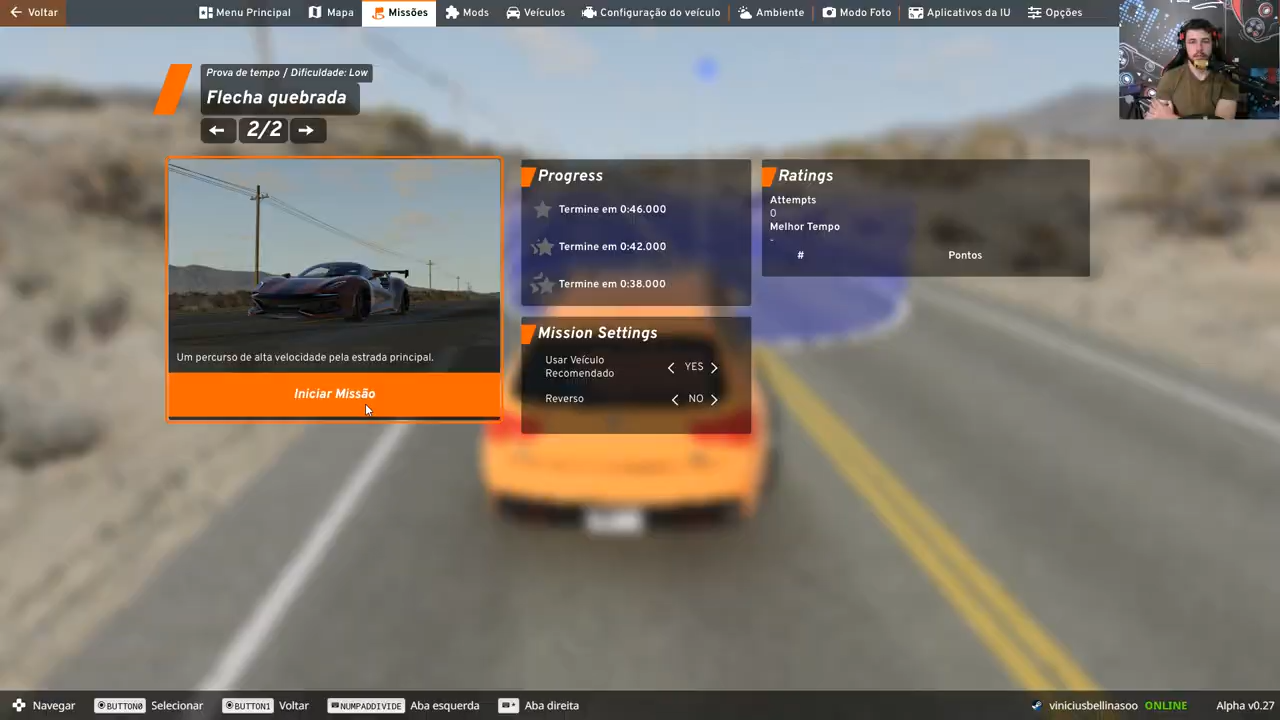 Voltar
Menu Principal
Mapa
Missões
Mods
Veículos
Configuração do veículo
Ambiente
Modo Foto
Aplicativos da IU
Opções
Prova de tempo / Dificuldade: Low
Flecha quebrada
2/2
Um percurso de alta velocidade pela estrada principal.
Iniciar Missão
Progress
Termine em 0:46.000
Termine em 0:42.000
Termine em 0:38.000
Mission Settings
Usar Veículo
Recomendado
YES
Reverso
NO
Ratings
Attempts
0
Melhor Tempo
-
# Pontos
Navegar
BUTTON0 Selecionar
BUTTON1 Voltar
NUMPADDIVIDE Aba esquerda
Aba direita
viniciusbellinasoo ONLINE
Alpha v0.27